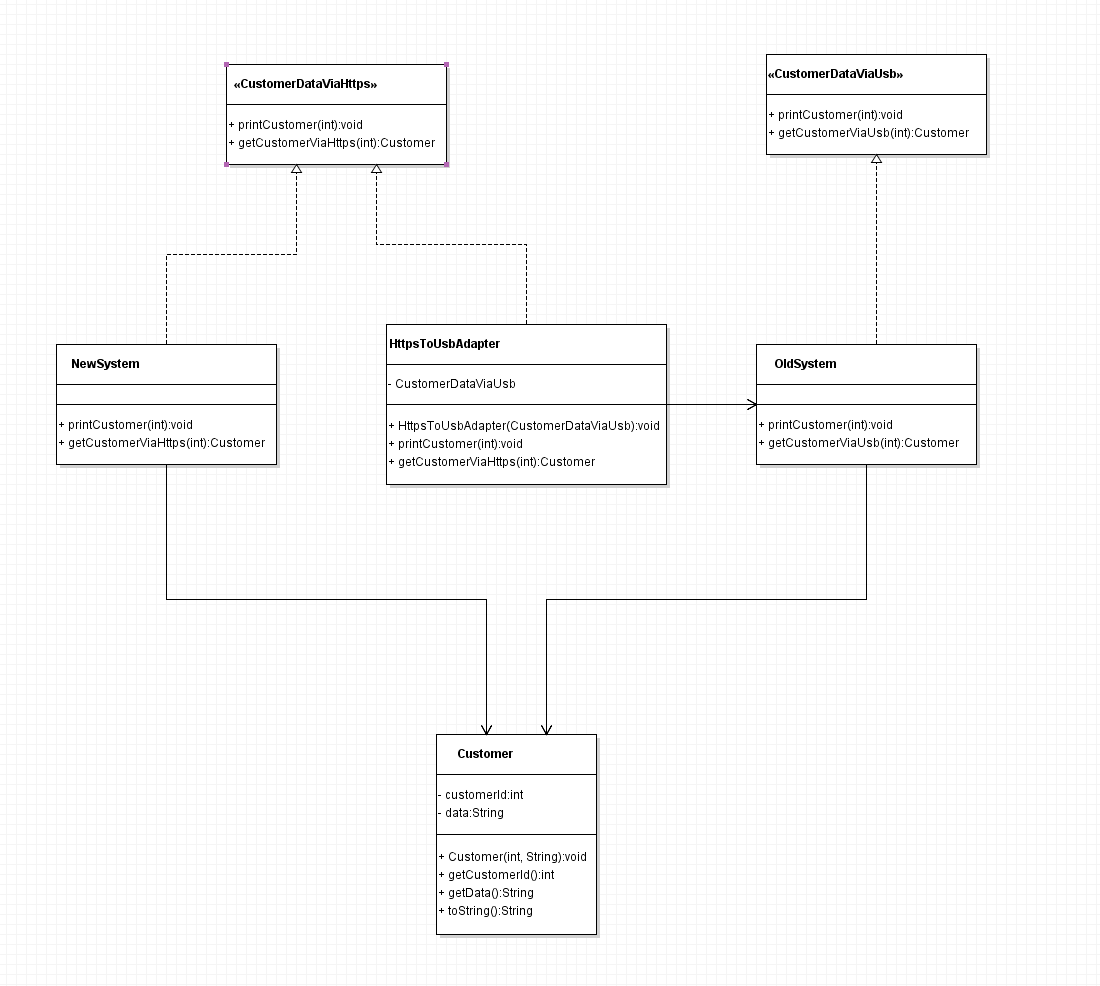 «CustomerDataViaHttps»
+ printCustomer(int):void
+ getCustomerViaHttps(int):Customer
«CustomerDataViaUsb»
+ printCustomer(int):void
+ getCustomerViaUsb(int):Customer
NewSystem
+ printCustomer(int):void
+ getCustomerViaHttps(int):Customer
HttpsToUsbAdapter
- CustomerDataViaUsb
+ HttpsToUsbAdapter(CustomerDataViaUsb):void
+ printCustomer(int):void
+ getCustomerViaHttps(int):Customer
OldSystem
+ printCustomer(int):void
+ getCustomerViaUsb(int):Customer
Customer
- customerId:int
- data:String
+ Customer(int, String):void
+ getCustomerId():int
+ getData():String
+ toString():String